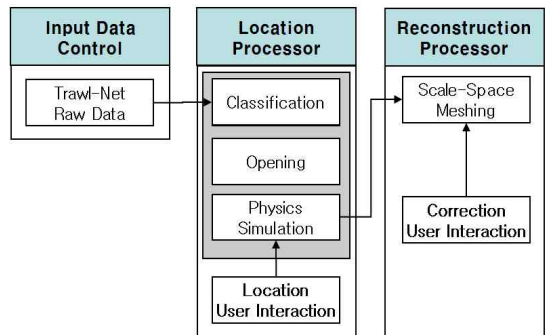 Input Data
Control
Trawl-Net
Raw Data
Location
Processor
Classification
Opening
Physics
Simulation
Location
User Interaction
Reconstruction
Processor
Scale-Space
Meshing
Correction
User Interaction